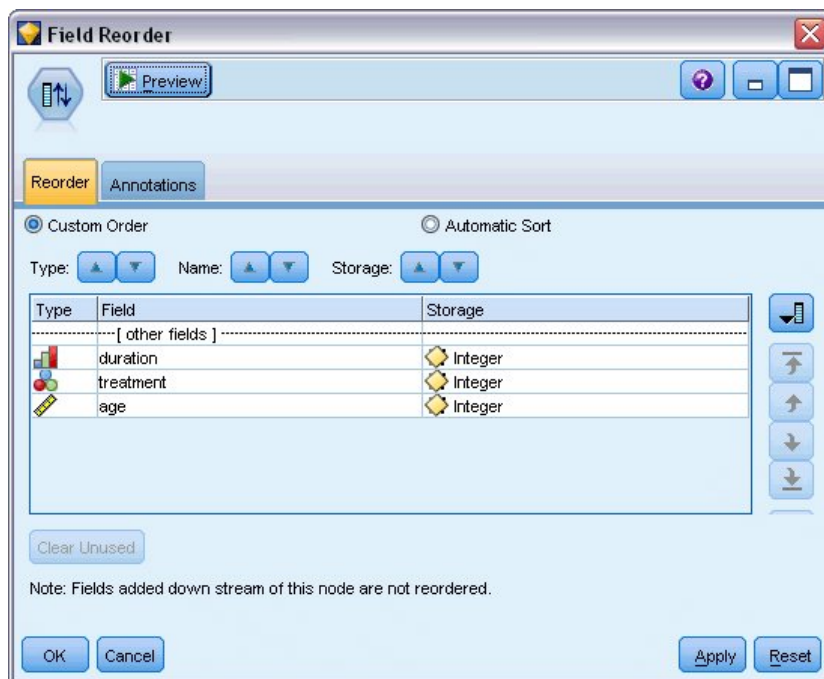 Field Reorder
Preview
Reorder Annotations
Custom Order Automatic Sort
Type: Name: Storage:
Type Field Storage
[ other fields ]
duration Integer
treatment Integer
age Integer
Clear Unused
Note: Fields added down stream of this node are not reordered.
OK Cancel Apply Reset